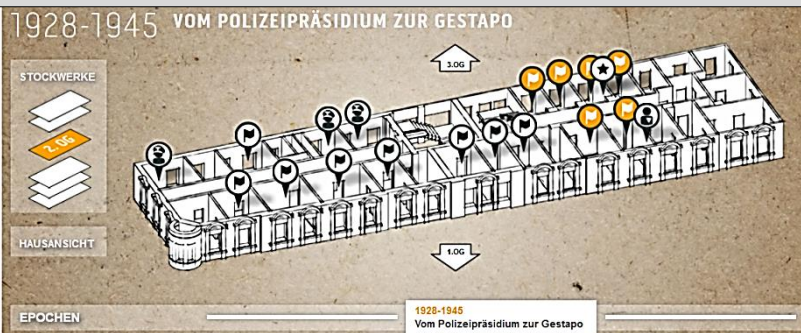 1928-1945 VOM POLIZEIPRÄSIDIUM ZUR GESTAPO
STOCKWERKE
3.OG
2.OG
HAUSANSICHT
1.OG
EPOCHEN
1928-1945
Vom Polizeipräsidium zur Gestapo